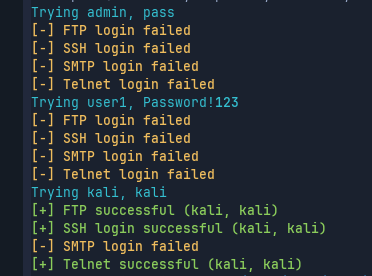 Trying admin, pass
[-] FTP login failed
[-] SSH login failed
[-] SMTP login failed
[-] Telnet login failed
Trying user1, Password!123
[-] FTP login failed
[-] SSH login failed
[-] SMTP login failed
[-] Telnet login failed
Trying kali, kali
[+] FTP successful (kali, kali)
[+] SSH login successful (kali, kali)
[-] SMTP login failed
[+] Telnet successful (kali, kali)